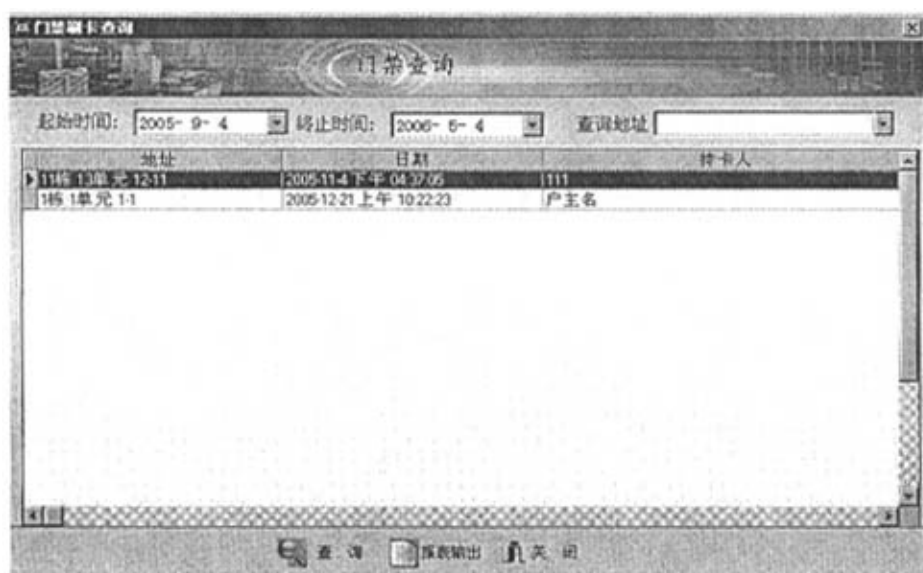 门禁刷卡查询
门禁查询
起始时间: 2005- 9- 4 终止时间: 2006- 5- 4 查询地址
地址 日期 持卡人
11栋 13单元 12-11 2005-11-4 下午 04:37:05 111
1栋 1单元 1-1 2005-12-21 上午 10:22:23 户主名
查 询 报表输出 关 闭